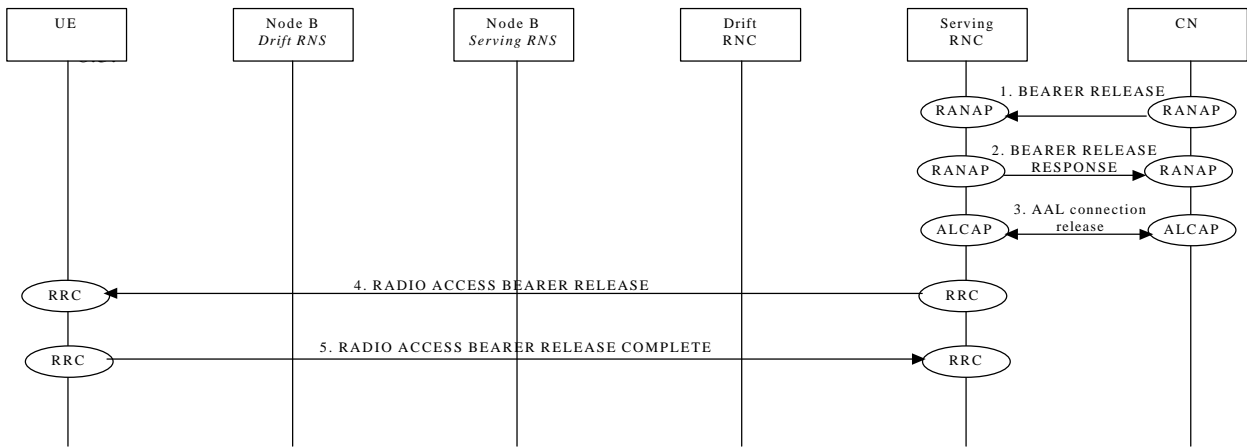 UE
Node B
Drift RNS
Node B
Serving RNS
Drift
RNC
Serving
RNC
CN
1. BEARER RELEASE
RANAP
RANAP
2. BEARER RELEASE
RESPONSE
RANAP
RANAP
3. AAL connection
release
ALCAP
ALCAP
4. RADIO ACCESS BEARER RELEASE
RRC
RRC
5. RADIO ACCESS BEARER RELEASE COMPLETE
RRC
RRC